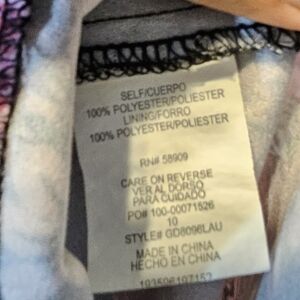 SELF/CUERPO
100% POLYESTER/POLIESTER
LINING/FORRO
100% POLYESTER/POLIESTER
RN# 58909
CARE ON REVERSE
VER AL DORSO
PARA CUIDADO
PO# 100-00071526
10
STYLE# GD8096LAU
MADE IN CHINA
HECHO EN CHINA